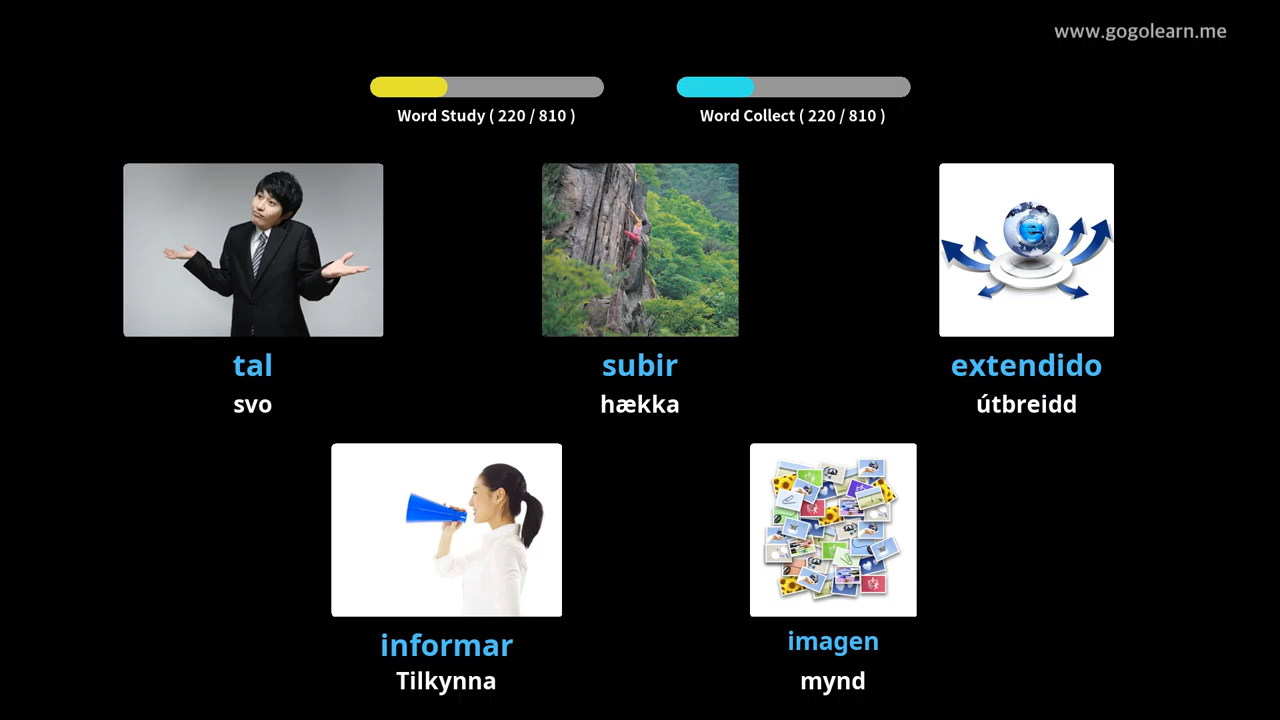 www.gogolearn.me
Word Study ( 220 / 810 )
Word Collect ( 220 / 810 )
tal
svo
subir
hækka
extendido
útbreidd
informar
Tilkynna
imagen
mynd